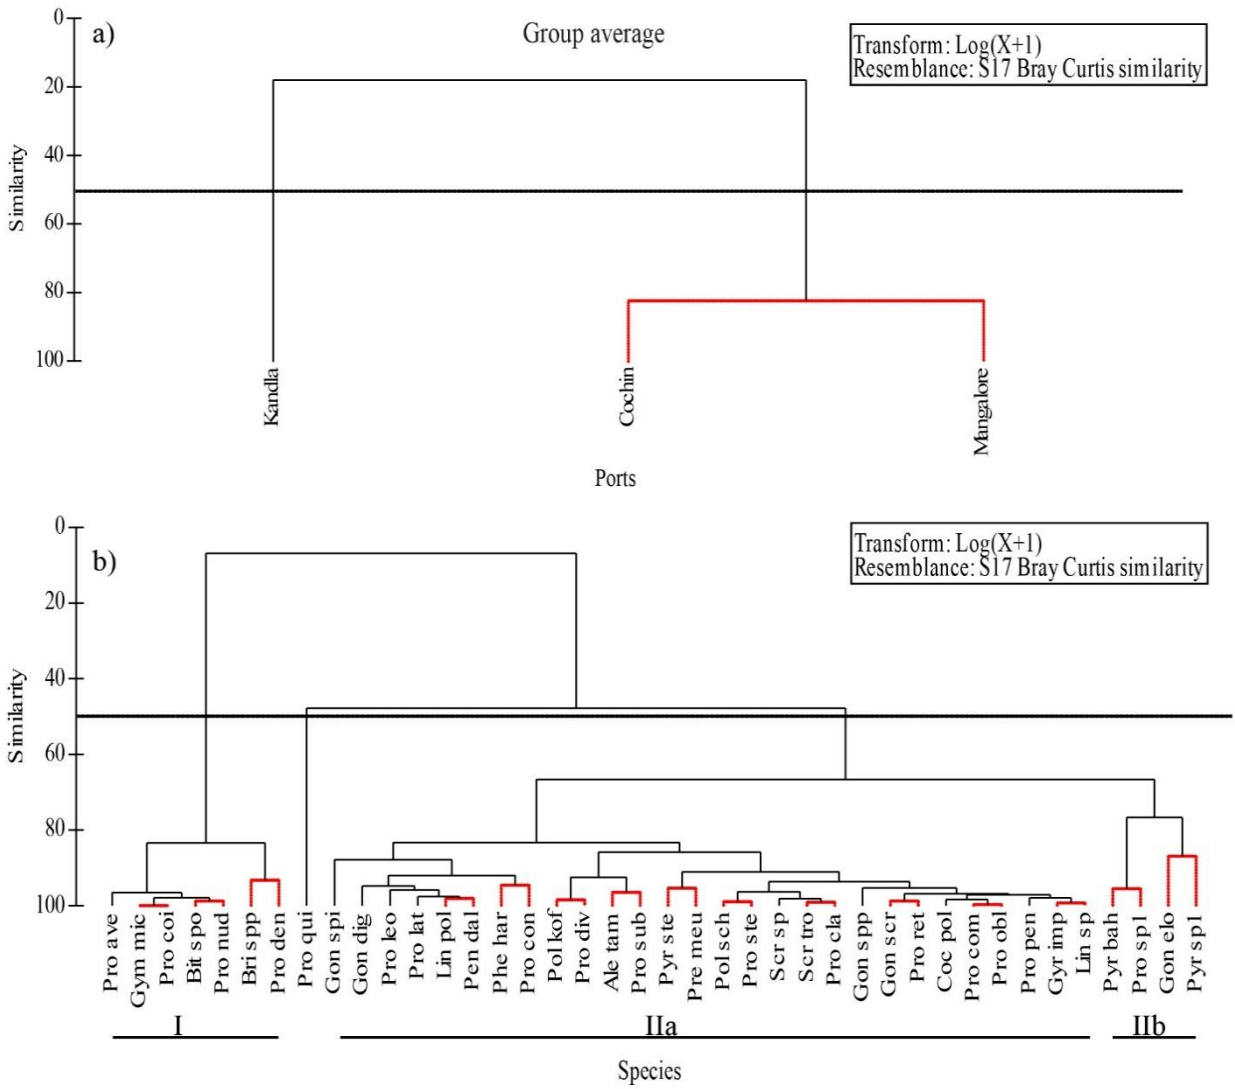 a)
Group average
Transform: Log(X+1)
Resemblance: S17 Bray Curtis similarity
0
20
40
60
80
100
Similarity
Kandla
Cochin
Mangalore
Ports
b)
Transform: Log(X+1)
Resemblance: S17 Bray Curtis similarity
0
20
40
60
80
100
Similarity
Pro ave
Gym mic
Pro coi
Bit spo
Pro nud
Bri spp
Pro den
Pro qui
Gon spi
Gon dig
Pro leo
Pro lat
Lin pol
Pen dal
Phe har
Pro con
Pol kof
Pro div
Ale tam
Pro sub
Pyr ste
Pre meu
Pol sch
Pro ste
Scr sp
Scr tro
Pro cla
Gon spp
Gon scr
Pro ret
Coc pol
Pro com
Pro obl
Pro pen
Gyr imp
Lin sp
Pyr bah
Pro sp1
Gon elo
Pyr sp1
I
IIa
IIb
Species